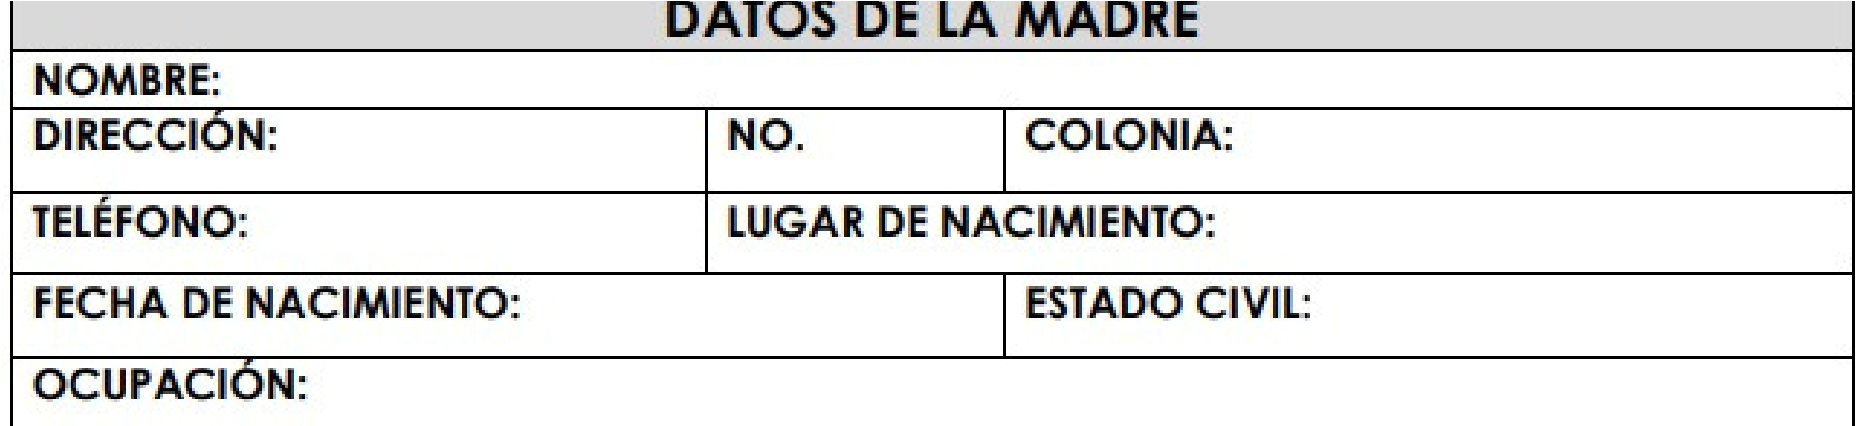 DATOS DE LA MADRE
NOMBRE:
DIRECCIÓN: NO. COLONIA:
TELÉFONO: LUGAR DE NACIMIENTO:
FECHA DE NACIMIENTO: ESTADO CIVIL:
OCUPACIÓN: